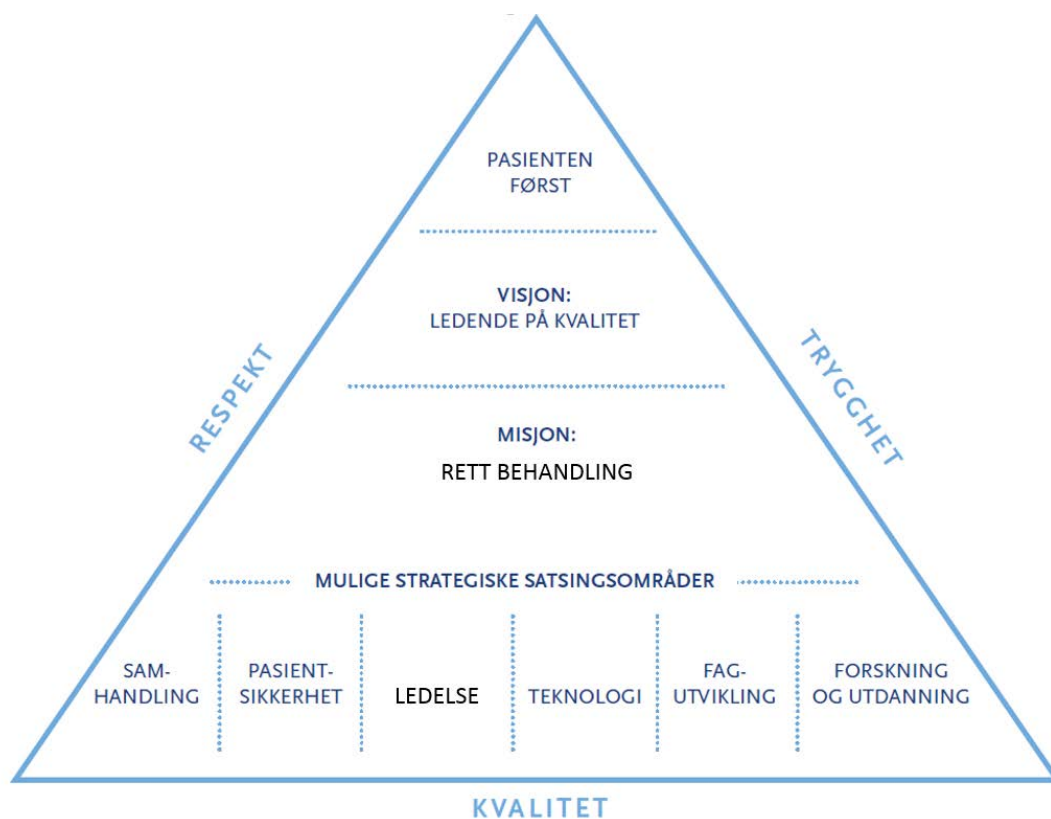 PASIENTEN
FØRST
VISJON:
LEDENDE PÅ KVALITET
RESPEKT
TRYGGHET
MISJON:
RETT BEHANDLING
MULIGE STRATEGISKE SATSINGSOMRÅDER
SAM-
HANDLING
PASIENT-
SIKKERHET
LEDELSE
TEKNOLOGI
FAG-
UTVIKLING
FORSKNING
OG UTDANNING
KVALITET